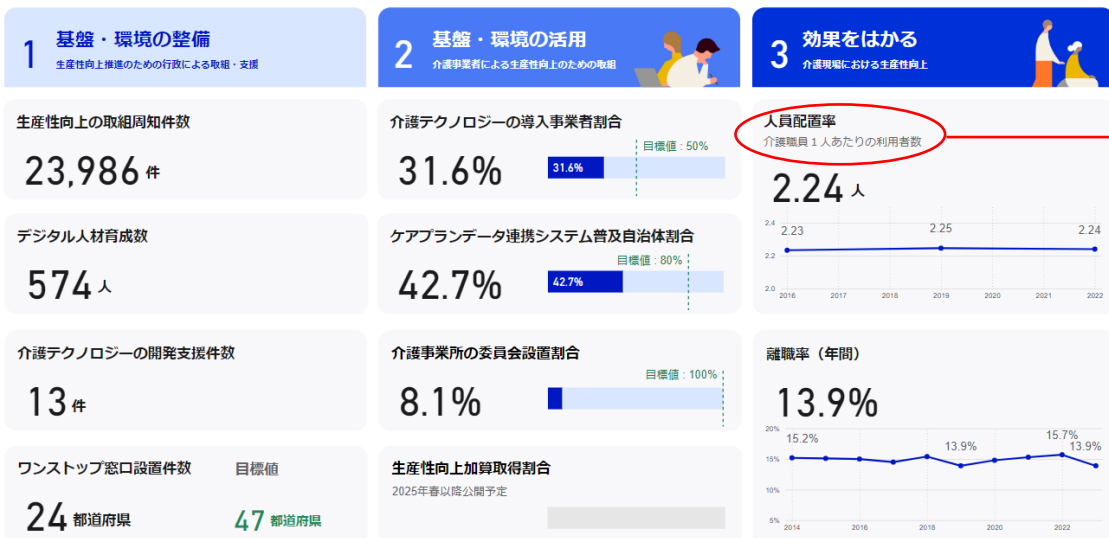 1
基盤・環境の整備
生産性向上推進のための行政による取組・支援
生産性向上の取組周知件数
23,986 件
デジタル人材育成数
574 人
介護テクノロジーの開発支援件数
13 件
ワンストップ窓口設置件数 目標値
24 都道府県 47 都道府県
2
基盤・環境の活用
介護事業者による生産性向上のための取組
介護テクノロジーの導入事業者割合
目標値 : 50%
31.6% 31.6%
ケアプランデータ連携システム普及自治体割合
目標値 : 80%
42.7% 42.7%
介護事業所の委員会設置割合
目標値 : 100%
8.1%
生産性向上加算取得割合
2025年春以降公開予定
3
効果をはかる
介護現場における生産性向上
人員配置率
介護職員1人あたりの利用者数
2.24 人
2.4
2.23 2.25 2.24
2.2
2.0
2016 2017 2018 2019 2020 2021 2022
離職率（年間）
13.9%
20%
15.2% 13.9% 15.7% 13.9%
15%
10%
5%
2014 2016 2018 2020 2022